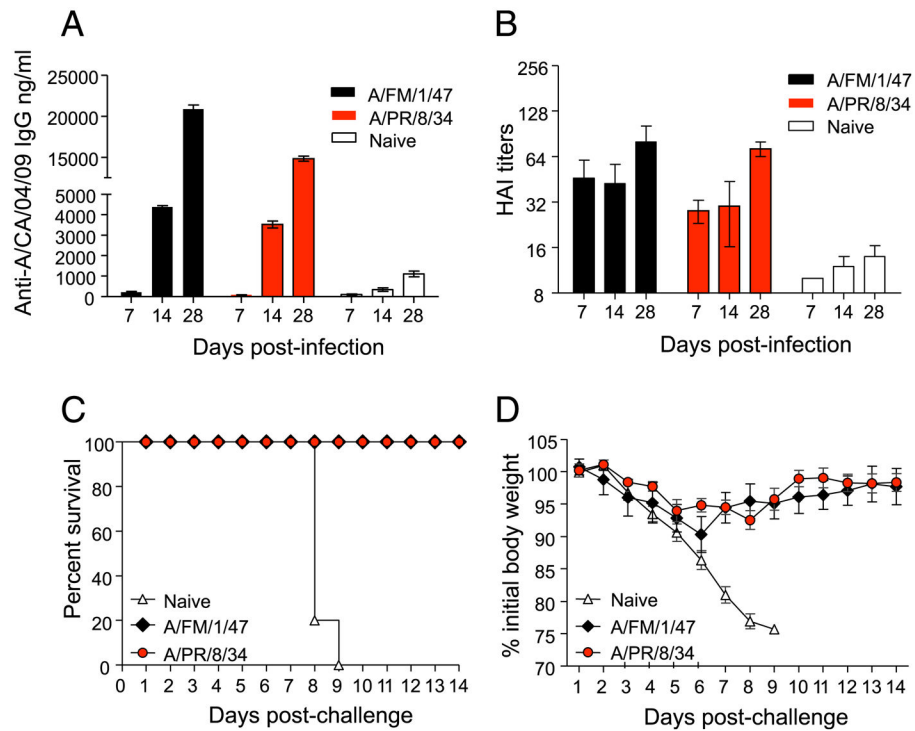 A
Anti-A/CA/04/09 IgG ng/ml
25000
20000
15000
5000
4000
3000
2000
1000
0
A/FM/1/47
A/PR/8/34
Naive
7 14 28 7 14 28 7 14 28
Days post-infection
B
HAI titers
256
128
64
32
16
8
A/FM/1/47
A/PR/8/34
Naive
7 14 28 7 14 28 7 14 28
Days post-infection
C
Percent survival
100
80
60
40
20
0
Naive
A/FM/1/47
A/PR/8/34
0 1 2 3 4 5 6 7 8 9 10 11 12 13 14
Days post-challenge
D
% initial body weight
105
100
95
90
85
80
75
70
Naive
A/FM/1/47
A/PR/8/34
1 2 3 4 5 6 7 8 9 10 11 12 13 14
Days post-challenge